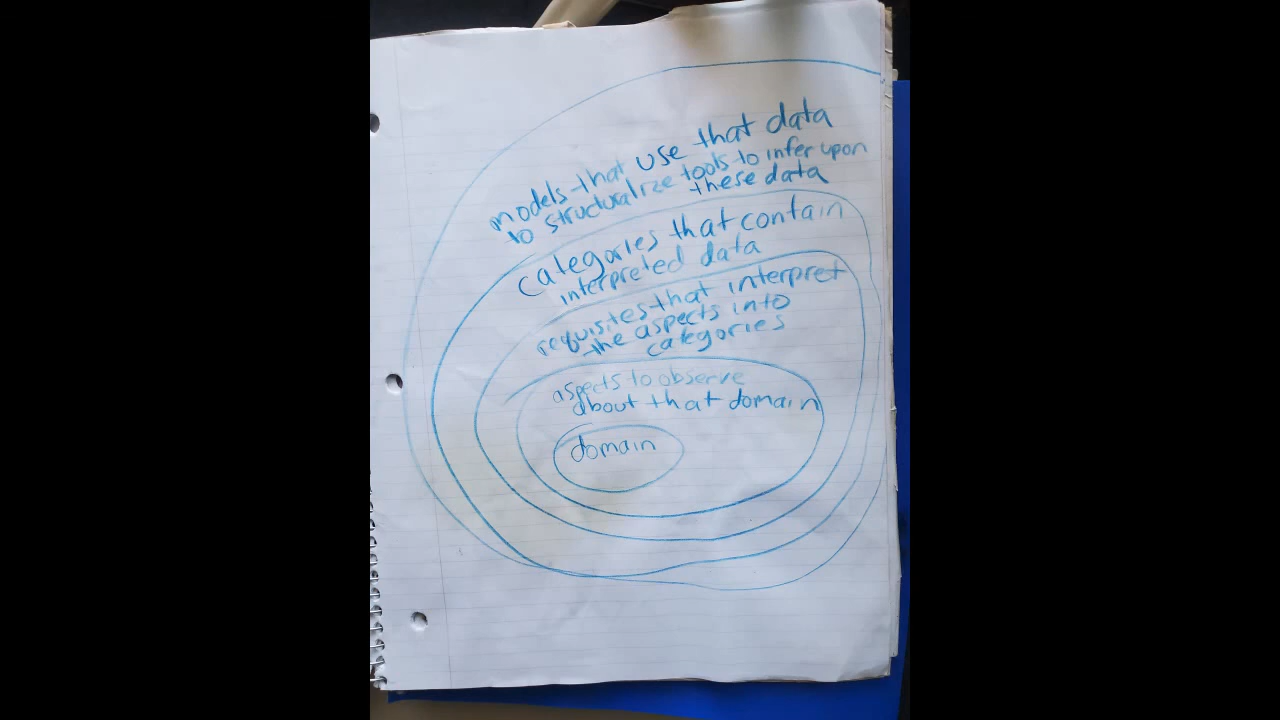 models that use that data
to structuralize tools to infer upon
these data
categories that contain
interpreted data
requisites that interpret
the aspects into
categories
aspects to observe
about that domain
domain